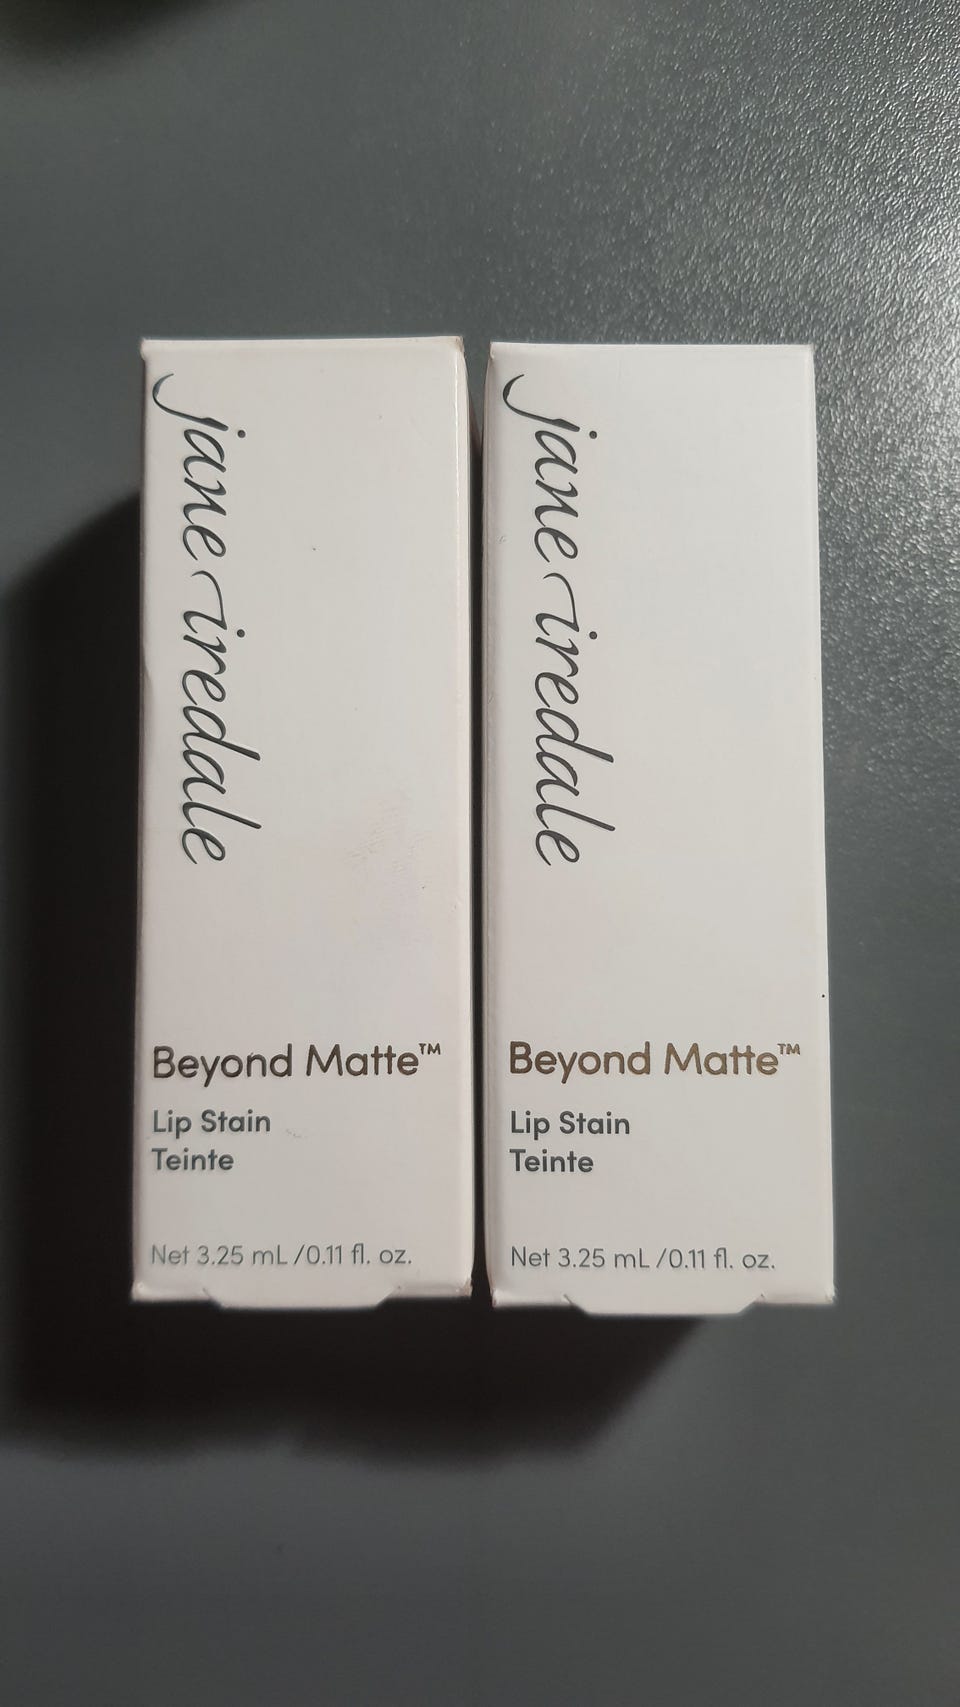 jane iredale
Beyond Matte™
Lip Stain
Teinte
Net 3.25 mL /0.11 fl. oz.
jane iredale
Beyond Matte™
Lip Stain
Teinte
Net 3.25 mL /0.11 fl. oz.